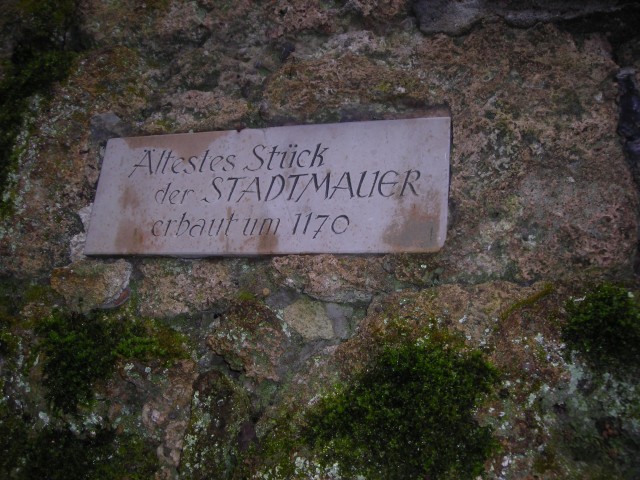 Ältestes Stück
der STADTMAUER
erbaut um 1170